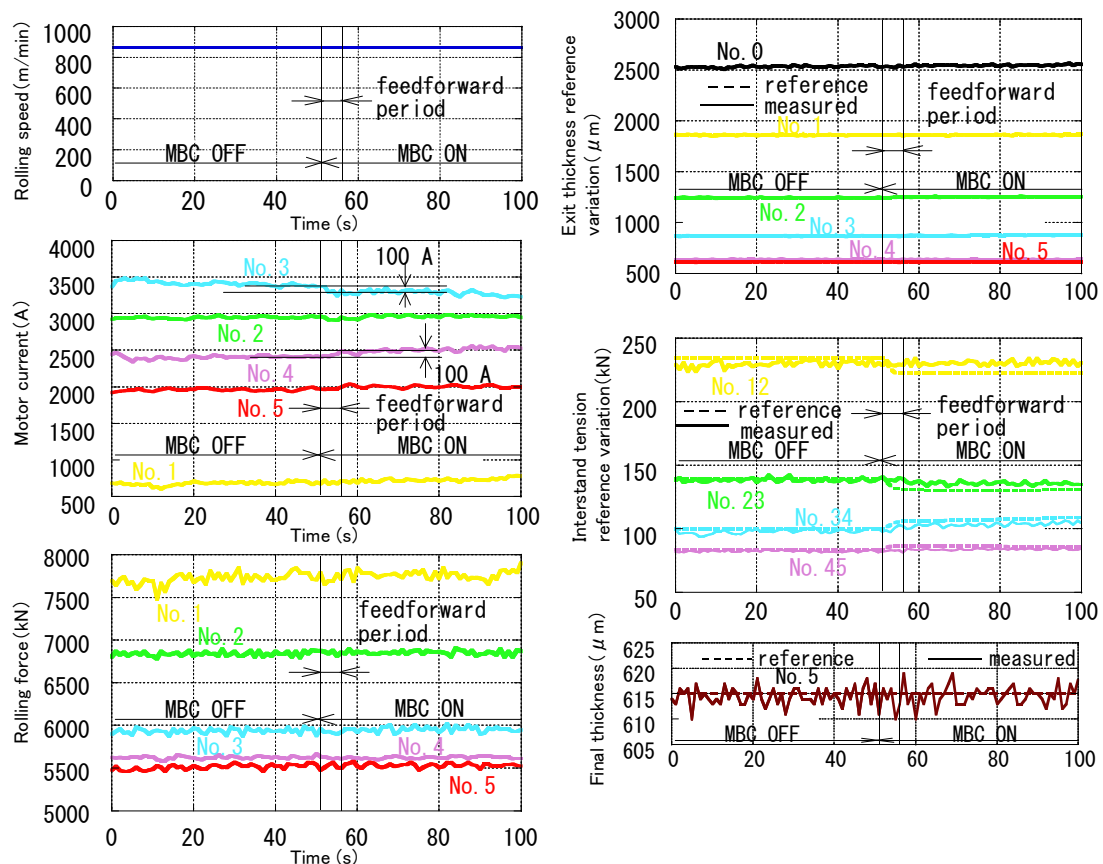 Rolling speed(m/min)
1000
800
600
400
200
0
feedforward
period
MBC OFF
MBC ON
0
20
40
60
80
100
Time(s)
Motor current(A)
4000
3500
3000
2500
2000
1500
1000
500
No.3
100 A
No.2
No.4
100 A
No.5
feedforward
period
MBC OFF
MBC ON
No.1
0
20
40
60
80
100
Time(s)
Rolling force(kN)
8000
7500
7000
6500
6000
5500
5000
No.1
feedforward
No.2
period
MBC OFF
MBC ON
No.3
No.4
No.5
0
20
40
60
80
100
Time(s)
Exit thickness reference
variation(μm)
3000
2500
2000
1500
1000
500
No.0
reference
measured
feedforward
period
No.1
MBC OFF
MBC ON
No.2
No.3
No.4
No.5
0
20
40
60
80
100
Interstand tension
reference variation(kN)
250
200
150
100
50
No.12
reference
measured
feedforward
period
MBC OFF
MBC ON
No.23
No.34
No.45
0
20
40
60
80
100
Final thickness(μm)
625
620
615
610
605
reference
measured
No.5
MBC OFF
MBC ON
0
20
40
60
80
100